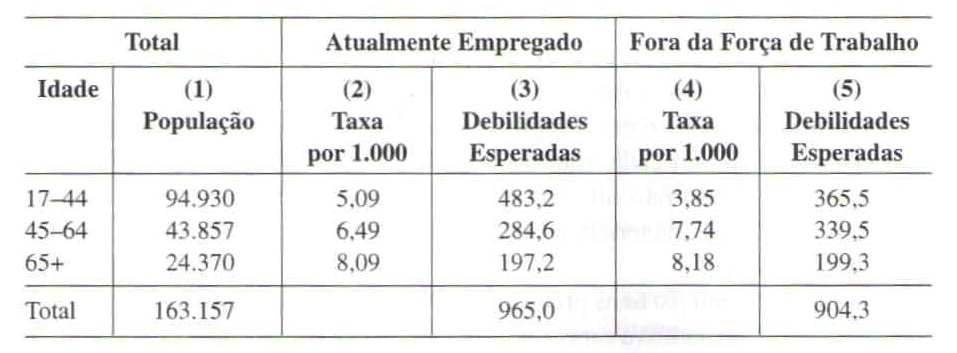 Total Atualmente Empregado Fora da Força de Trabalho
Idade (1) (2) (3) (4) (5)
População Taxa Debilidades Taxa Debilidades
por 1.000 Esperadas por 1.000 Esperadas
17–44 94.930 5,09 483,2 3,85 365,5
45–64 43.857 6,49 284,6 7,74 339,5
65+ 24.370 8,09 197,2 8,18 199,3
Total 163.157 965,0 904,3